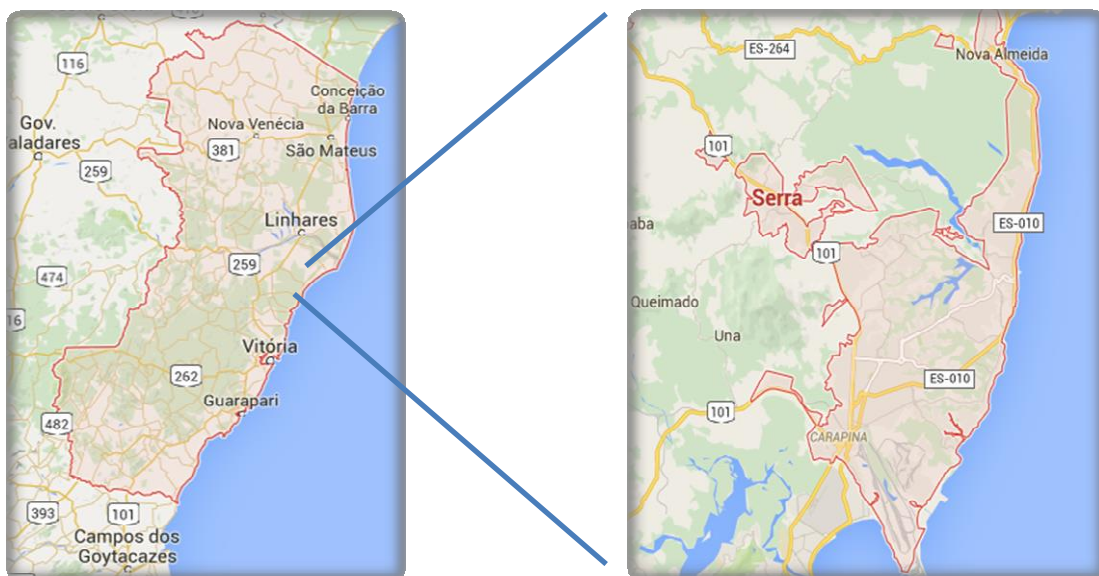 116
Conceição
da Barra
Gov.
aladares
Nova Venécia
381
São Mateus
259
Linhares
259
474
16
Vitória
262
Guarapari
482
393
101
Campos dos
Goytacazes
ES-264
Nova Almeida
101
Serra
aba
ES-010
101
Queimado
Una
ES-010
101
CARAPINA